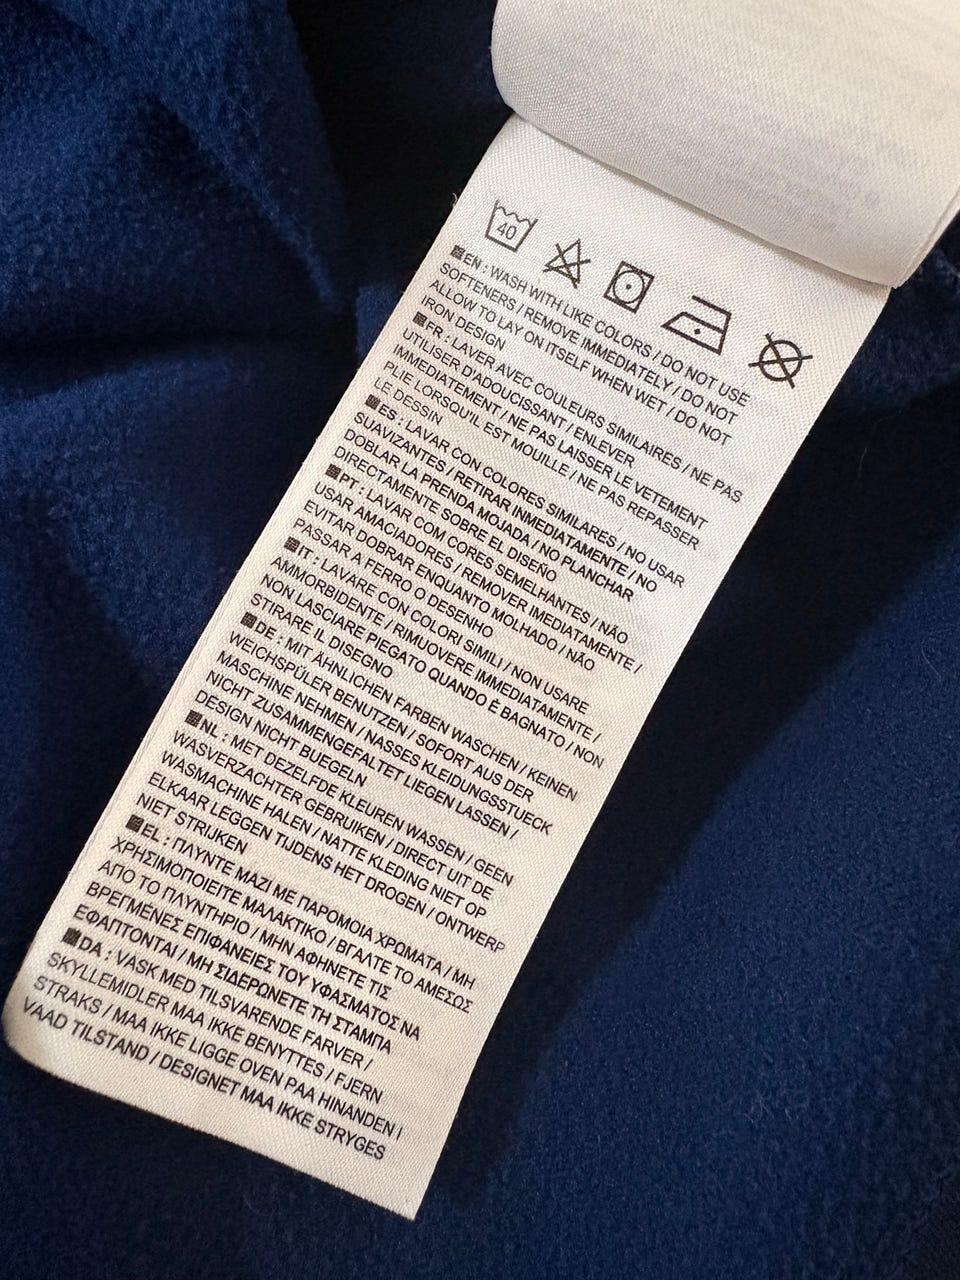 40
EN : WASH WITH LIKE COLORS / DO NOT USE
SOFTENERS / REMOVE IMMEDIATELY / DO NOT
ALLOW TO LAY ON ITSELF WHEN WET / DO NOT
IRON DESIGN
FR : LAVER AVEC COULEURS SIMILAIRES / NE PAS
UTILISER D'ADOUCISSANT / ENLEVER
IMMEDIATEMENT / NE PAS LAISSER LE VETEMENT
PLIE LORSQU'IL EST MOUILLE / NE PAS REPASSER
LE DESSIN
ES : LAVAR CON COLORES SIMILARES / NO USAR
SUAVIZANTES / RETIRAR INMEDIATAMENTE / NO
DOBLAR LA PRENDA MOJADA / NO PLANCHAR
DIRECTAMENTE SOBRE EL DISEÑO
PT : LAVAR COM CORES SEMELHANTES / NÃO
USAR AMACIADORES / REMOVER IMEDIATAMENTE /
EVITAR DOBRAR ENQUANTO MOLHADO / NÃO
PASSAR A FERRO O DESENHO
IT : LAVARE CON COLORI SIMILI / NON USARE
AMMORBIDENTE / RIMUOVERE IMMEDIATAMENTE /
NON LASCIARE PIEGATO QUANDO È BAGNATO / NON
STIRARE IL DISEGNO
DE : MIT ÄHNLICHEN FARBEN WASCHEN / KEINEN
WEICHSPÜLER BENUTZEN / SOFORT AUS DER
MASCHINE NEHMEN / NASSES KLEIDUNGSSTUECK
NICHT ZUSAMMENGEFALTET LIEGEN LASSEN /
DESIGN NICHT BUEGELN
NL : MET DEZELFDE KLEUREN WASSEN / GEEN
WASVERZACHTER GEBRUIKEN / DIRECT UIT DE
WASMACHINE HALEN / NATTE KLEDING NIET OP
ELKAAR LEGGEN TIJDENS HET DROGEN / ONTWERP
NIET STRIJKEN
EL : ΠΛΥΝΤΕ ΜΑΖΙ ΜΕ ΠΑΡΟΜΟΙΑ ΧΡΩΜΑΤΑ / ΜΗ
ΧΡΗΣΙΜΟΠΟΙΕΙΤΕ ΜΑΛΑΚΤΙΚΟ / ΒΓΑΛΤΕ ΤΟ ΑΜΕΣΩΣ
ΑΠΟ ΤΟ ΠΛΥΝΤΗΡΙΟ / ΜΗΝ ΑΦΗΝΕΤΕ ΤΙΣ
ΒΡΕΓΜΕΝΕΣ ΕΠΙΦΑΝΕΙΕΣ ΤΟΥ ΥΦΑΣΜΑΤΟΣ ΝΑ
ΕΦΑΠΤΟΝΤΑΙ / ΜΗ ΣΙΔΕΡΩΝΕΤΕ ΤΗ ΣΤΑΜΠΑ
DA : VASK MED TILSVARENDE FARVER /
SKYLLEMIDLER MAA IKKE BENYTTES / FJERN
STRAKS / MAA IKKE LIGGE OVEN PAA HINANDEN I
VAAD TILSTAND / DESIGNET MAA IKKE STRYGES